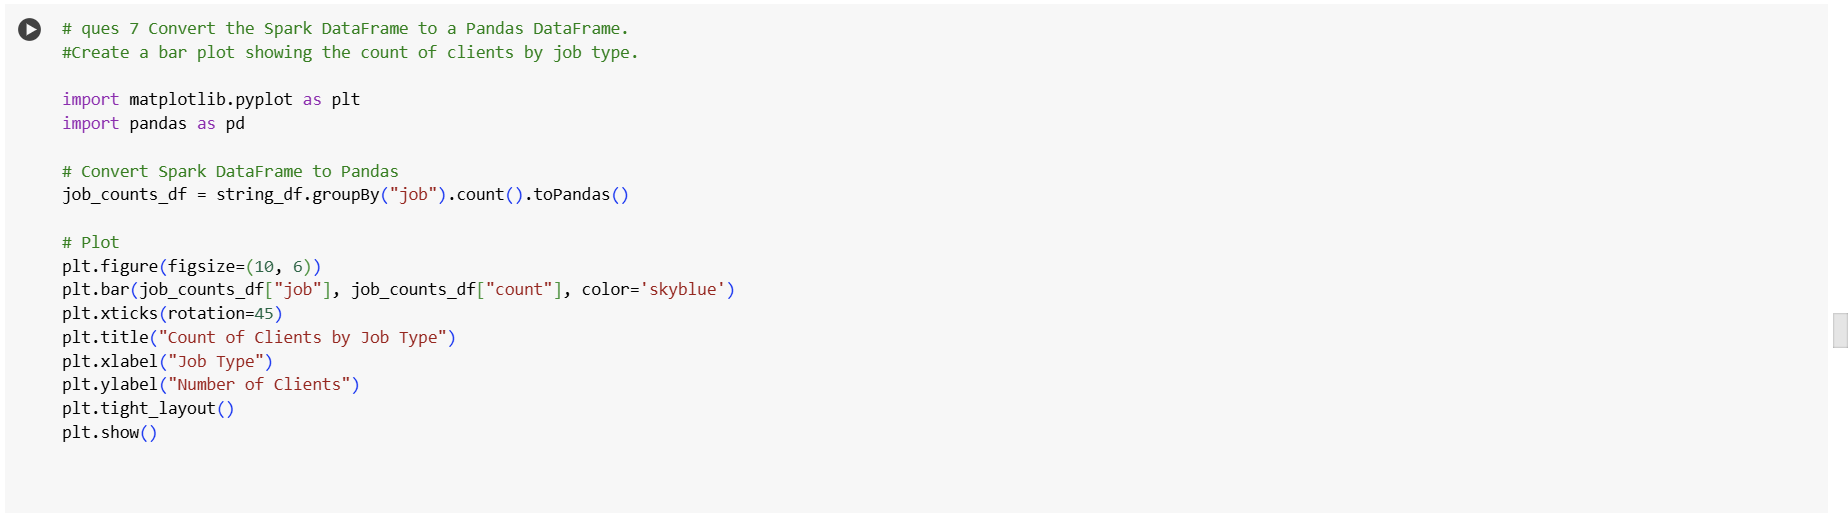 # ques 7 Convert the Spark DataFrame to a Pandas DataFrame.
#Create a bar plot showing the count of clients by job type.
import matplotlib.pyplot as plt
import pandas as pd
# Convert Spark DataFrame to Pandas
job_counts_df = string_df.groupBy("job").count().toPandas()
# Plot
plt.figure(figsize=(10, 6))
plt.bar(job_counts_df["job"], job_counts_df["count"], color='skyblue')
plt.xticks(rotation=45)
plt.title("Count of Clients by Job Type")
plt.xlabel("Job Type")
plt.ylabel("Number of Clients")
plt.tight_layout()
plt.show()